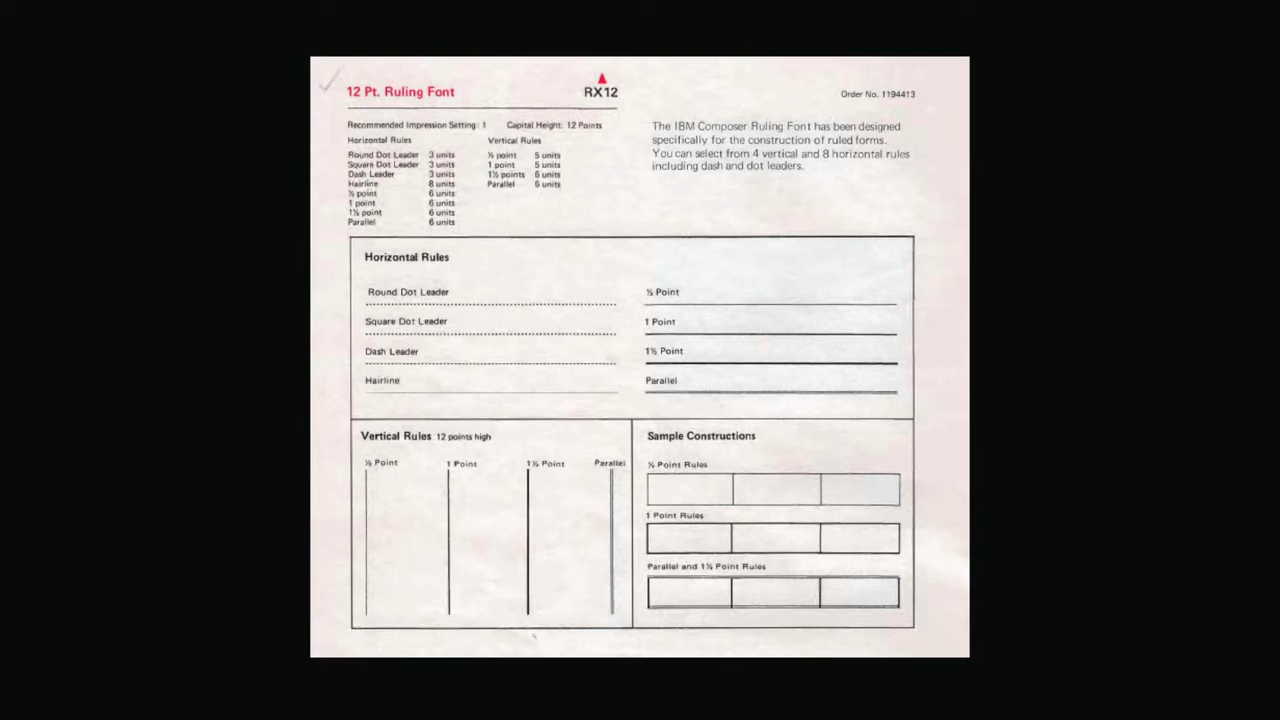 12 Pt. Ruling Font
RX12
Order No. 1194413
Recommended Impression Setting: 1 Capital Height: 12 Points
Horizontal Rules Vertical Rules
Round Dot Leader 3 units ½ point 5 units
Square Dot Leader 3 units 1 point 5 units
Dash Leader 3 units 1½ points 6 units
Hairline 8 units Parallel 6 units
½ point 6 units
1 point 6 units
1½ point 6 units
Parallel 6 units
The IBM Composer Ruling Font has been designed
specifically for the construction of ruled forms.
You can select from 4 vertical and 8 horizontal rules
including dash and dot leaders.
Horizontal Rules
Round Dot Leader
Square Dot Leader
Dash Leader
Hairline
½ Point
1 Point
1½ Point
Parallel
Vertical Rules 12 points high
½ Point 1 Point 1½ Point Parallel
Sample Constructions
½ Point Rules
1 Point Rules
Parallel and 1½ Point Rules